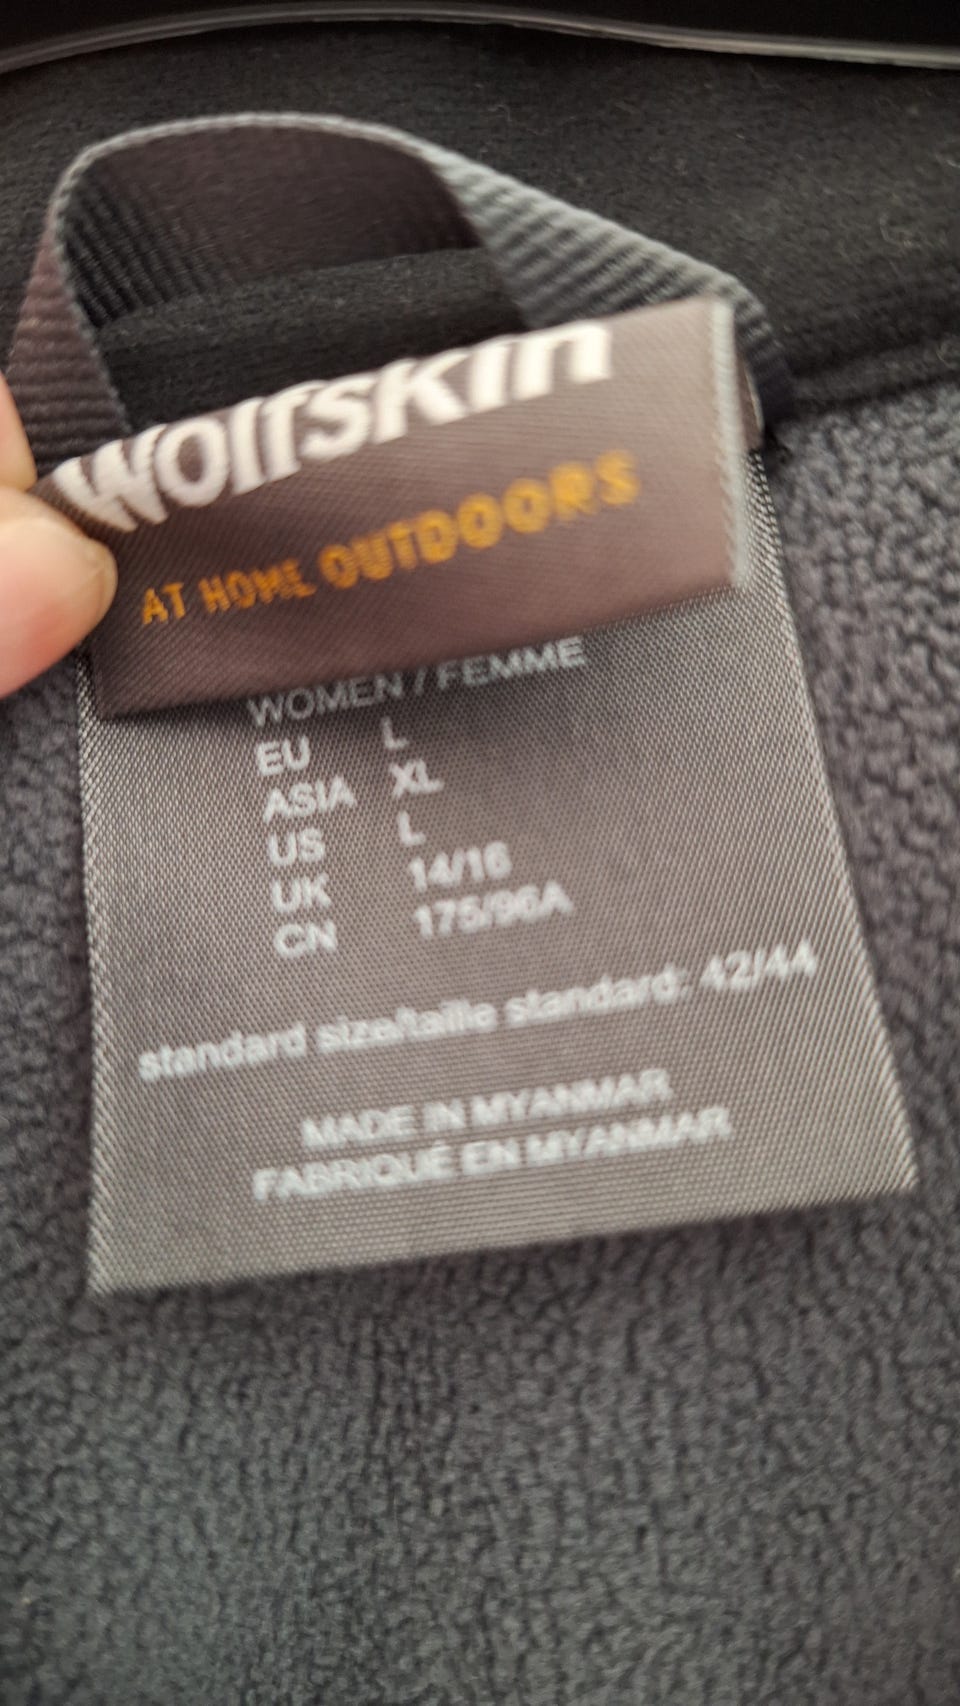 Wolfskin
AT HOME OUTDOORS
WOMEN / FEMME
EU L
ASIA XL
US L
UK 14/16
CN 175/96A
standard size/taille standard: 42/44
MADE IN MYANMAR
FABRIQUÉ EN MYANMAR